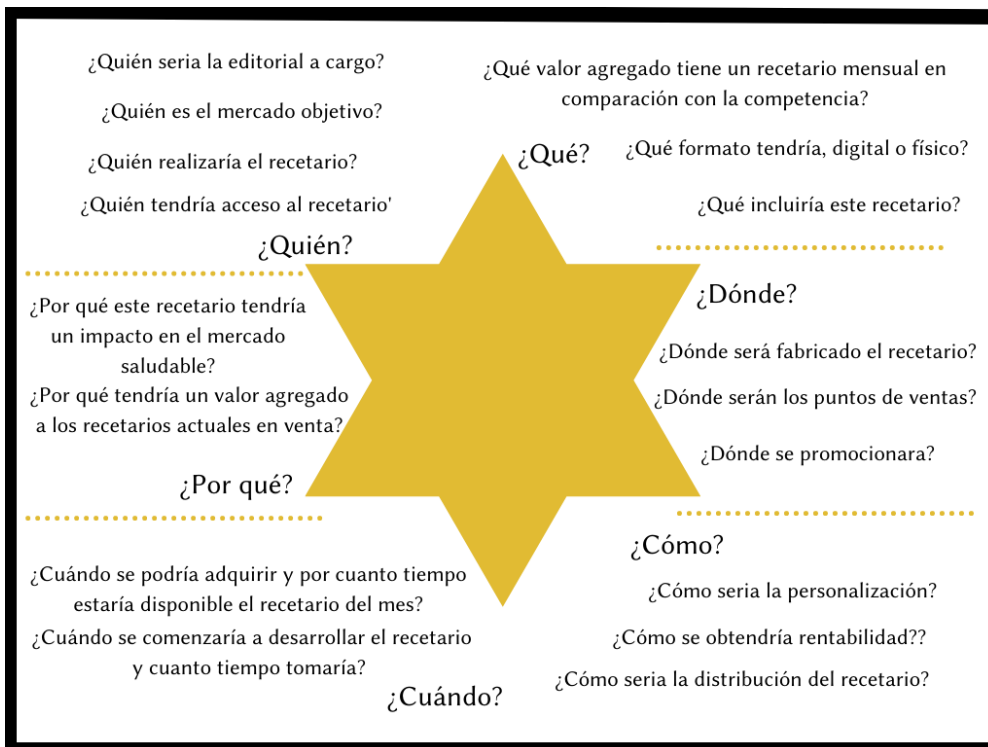 ¿Quién seria la editorial a cargo?
¿Quién es el mercado objetivo?
¿Quién realizaría el recetario?
¿Quién tendría acceso al recetario'
¿Quién?
¿Qué valor agregado tiene un recetario mensual en
comparación con la competencia?
¿Qué?
¿Qué formato tendría, digital o físico?
¿Qué incluiría este recetario?
¿Por qué este recetario tendría
un impacto en el mercado
saludable?
¿Por qué tendría un valor agregado
a los recetarios actuales en venta?
¿Por qué?
¿Dónde?
¿Dónde será fabricado el recetario?
¿Dónde serán los puntos de ventas?
¿Dónde se promocionara?
¿Cuándo se podría adquirir y por cuanto tiempo
estaría disponible el recetario del mes?
¿Cuándo se comenzaría a desarrollar el recetario
y cuanto tiempo tomaría?
¿Cuándo?
¿Cómo?
¿Cómo seria la personalización?
¿Cómo se obtendría rentabilidad??
¿Cómo seria la distribución del recetario?